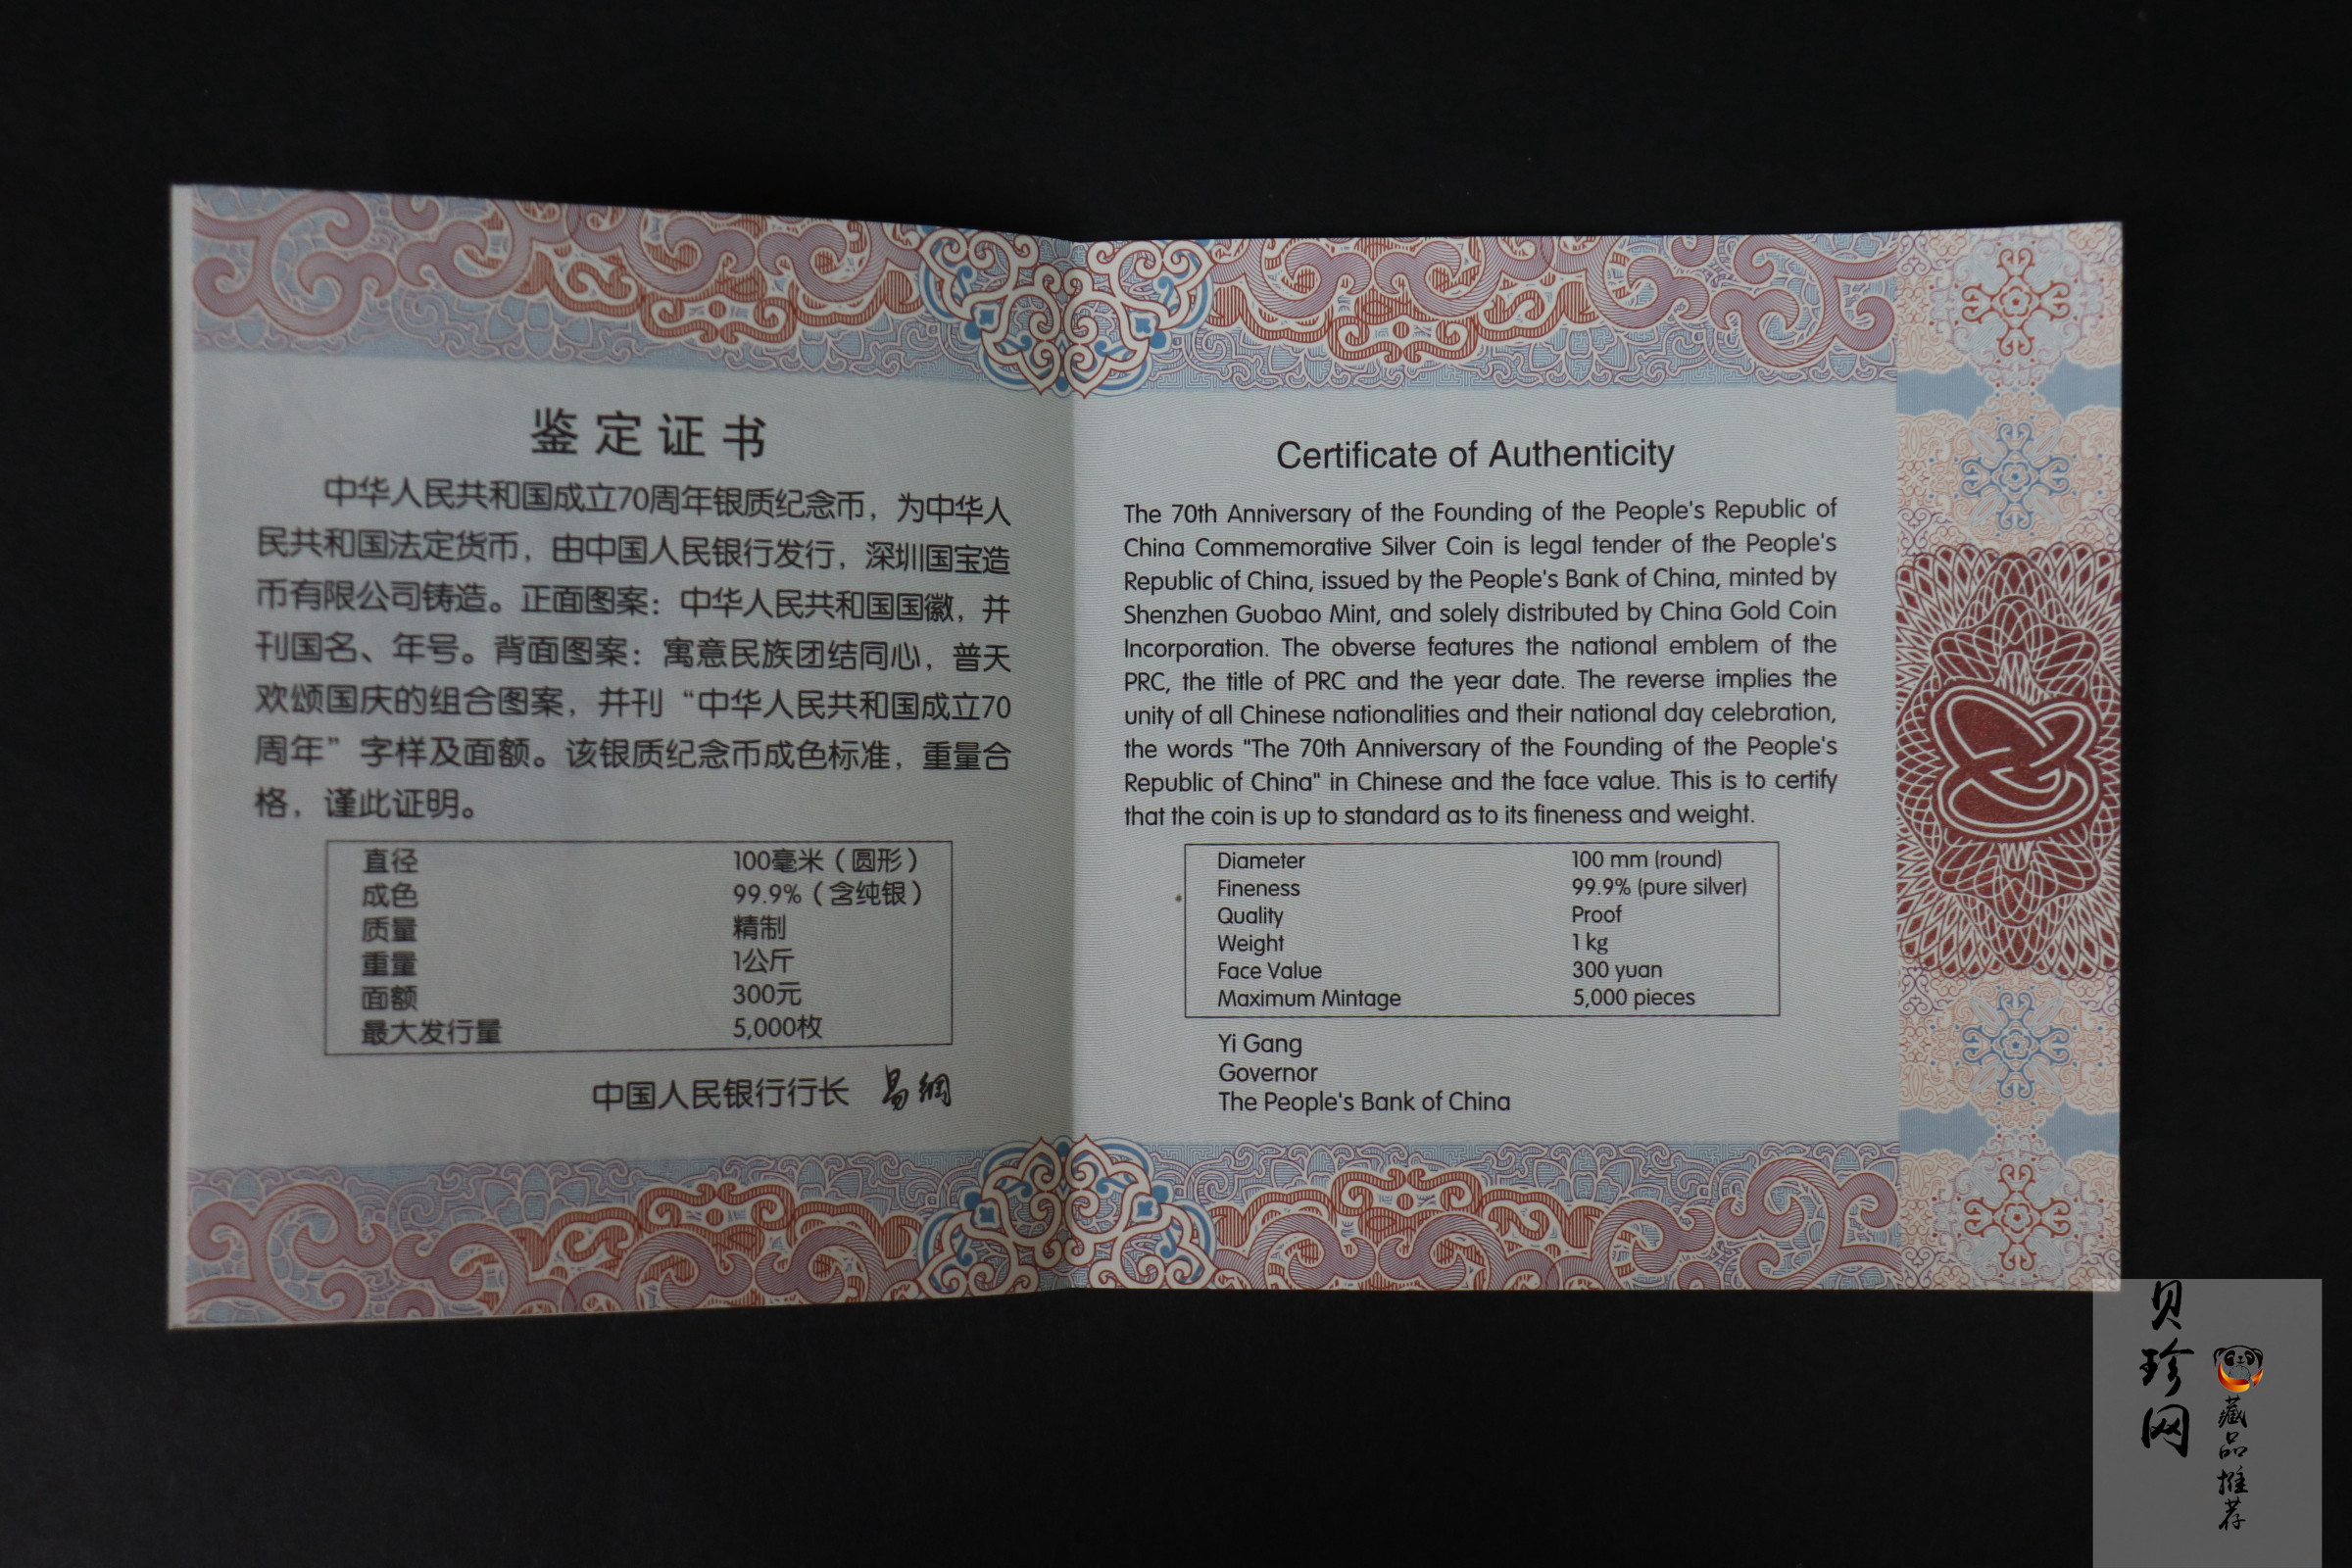 鉴定证书
中华人民共和国成立70周年银质纪念币，为中华人
民共和国法定货币，由中国人民银行发行，深圳国宝造
币有限公司铸造。正面图案：中华人民共和国国徽，并
刊国名、年号。背面图案：寓意民族团结同心，普天
欢颂国庆的组合图案，并刊“中华人民共和国成立70
周年”字样及面额。该银质纪念币成色标准，重量合
格，谨此证明。
直径 100毫米（圆形）
成色 99.9%（含纯银）
质量 精制
重量 1公斤
面额 300元
最大发行量 5,000枚
中国人民银行行长 易纲
Certificate of Authenticity
The 70th Anniversary of the Founding of the People's Republic of
China Commemorative Silver Coin is legal tender of the People's
Republic of China, issued by the People's Bank of China, minted by
Shenzhen Guobao Mint, and solely distributed by China Gold Coin
Incorporation. The obverse features the national emblem of the
PRC, the title of PRC and the year date. The reverse implies the
unity of all Chinese nationalities and their national day celebration,
the words "The 70th Anniversary of the Founding of the People's
Republic of China" in Chinese and the face value. This is to certify
that the coin is up to standard as to its fineness and weight.
Diameter 100 mm (round)
Fineness 99.9% (pure silver)
Quality Proof
Weight 1 kg
Face Value 300 yuan
Maximum Mintage 5,000 pieces
Yi Gang
Governor
The People's Bank of China
贝珍网
藏品推荐